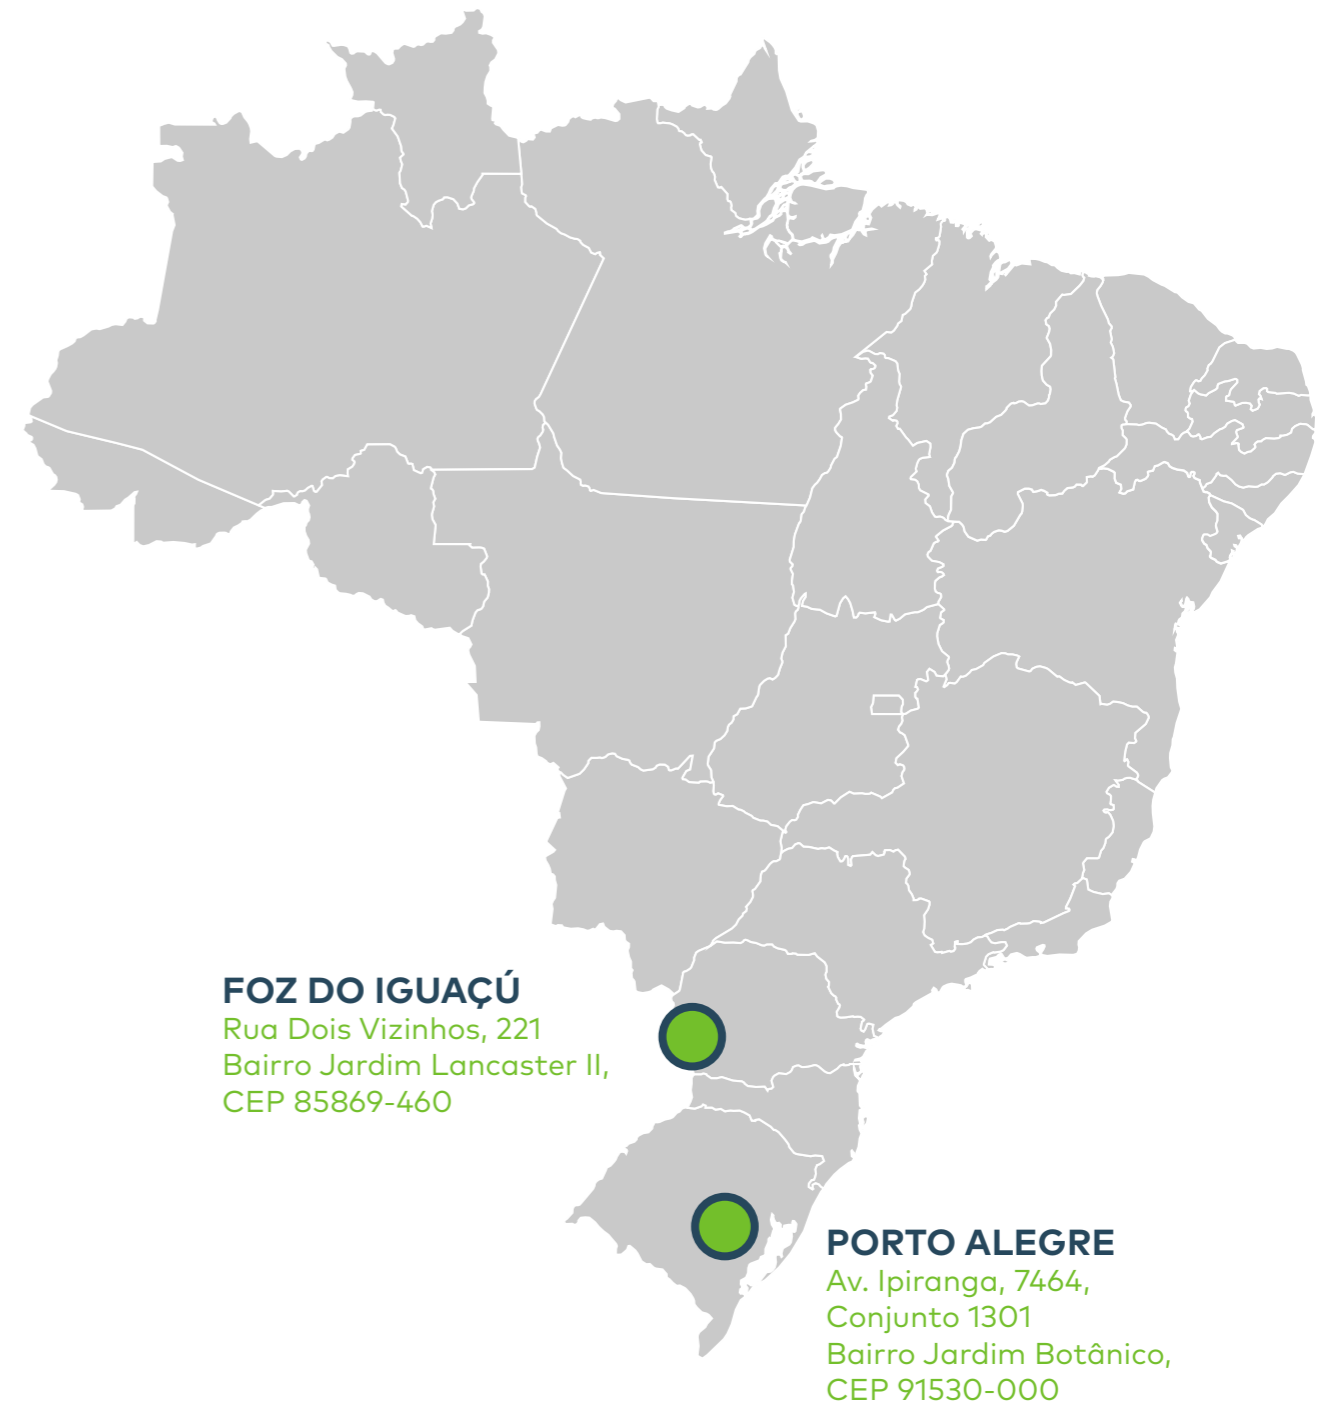 FOZ DO IGUAÇÚ
Rua Dois Vizinhos, 221
Bairro Jardim Lancaster II,
CEP 85869-460
PORTO ALEGRE
Av. Ipiranga, 7464,
Conjunto 1301
Bairro Jardim Botânico,
CEP 91530-000